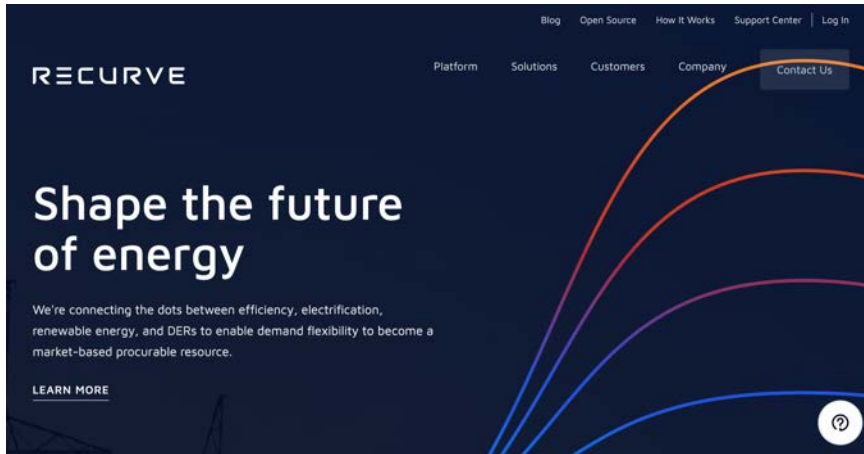 Blog Open Source How It Works Support Center Log In
RECURVE
Platform Solutions Customers Company Contact Us
Shape the future
of energy
We're connecting the dots between efficiency, electrification,
renewable energy, and DERs to enable demand flexibility to become a
market-based procurable resource.
LEARN MORE